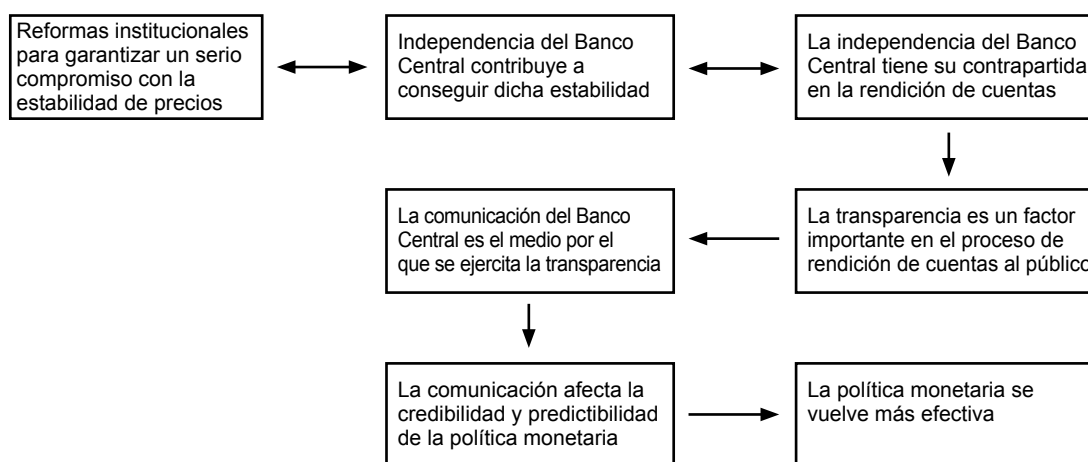 Reformas institucionales
para garantizar un serio
compromiso con la
estabilidad de precios
Independencia del Banco
Central contribuye a
conseguir dicha estabilidad
La independencia del Banco
Central tiene su contrapartida
en la rendición de cuentas
La comunicación del Banco
Central es el medio por el
que se ejercita la transparencia
La transparencia es un factor
importante en el proceso de
rendición de cuentas al público
La comunicación afecta la
credibilidad y predictibilidad
de la política monetaria
La política monetaria se
vuelve más efectiva